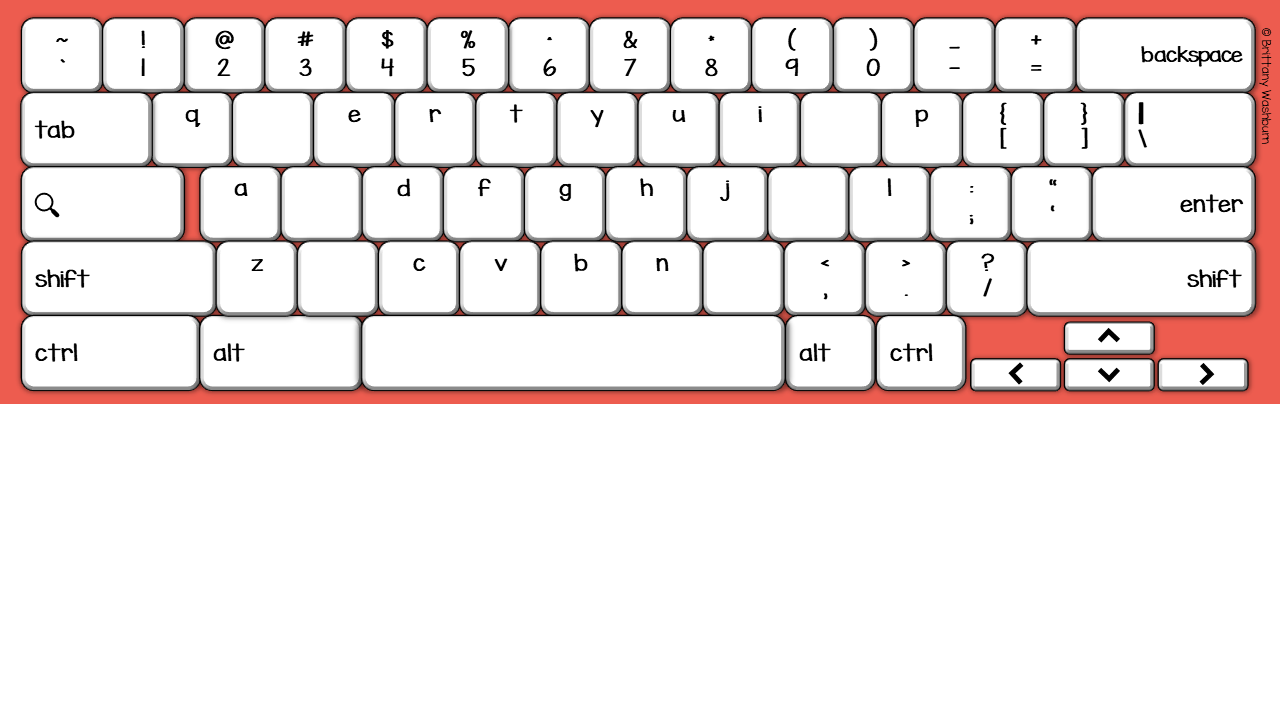 ~ ! @ # $ % ^ & * ( ) _ +
` 1 2 3 4 5 6 7 8 9 0 - = backspace
tab q e r t y u i p { } |
[ ] \
a d f g h j l : “
; ‘ enter
shift z c v b n < > ? shift
, . /
ctrl alt alt ctrl
© Brittany Washburn